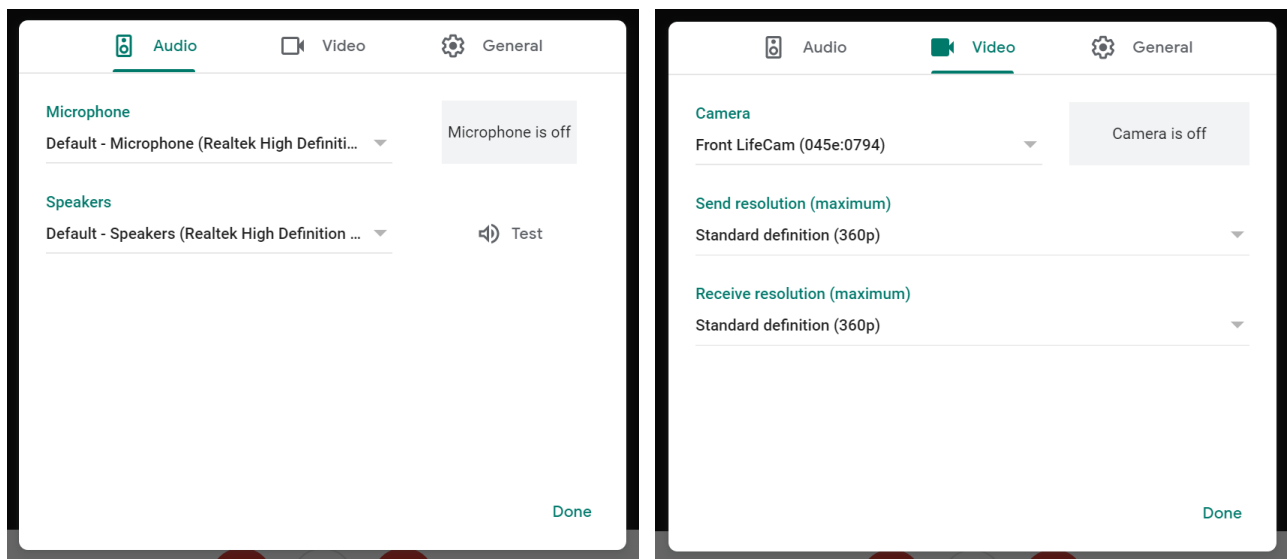 Audio
Video
General
Microphone
Default - Microphone (Realtek High Definiti...
Microphone is off
Speakers
Default - Speakers (Realtek High Definition ...
Test
Done
Audio
Video
General
Camera
Front LifeCam (045e:0794)
Camera is off
Send resolution (maximum)
Standard definition (360p)
Receive resolution (maximum)
Standard definition (360p)
Done